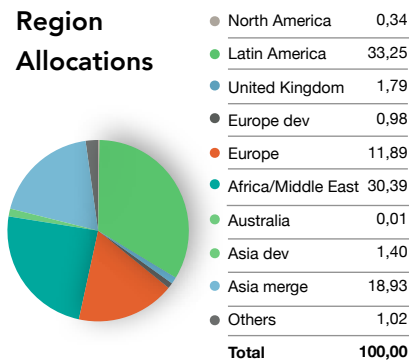 Region
Allocations
North America 0,34
Latin America 33,25
United Kingdom 1,79
Europe dev 0,98
Europe 11,89
Africa/Middle East 30,39
Australia 0,01
Asia dev 1,40
Asia merge 18,93
Others 1,02
Total 100,00